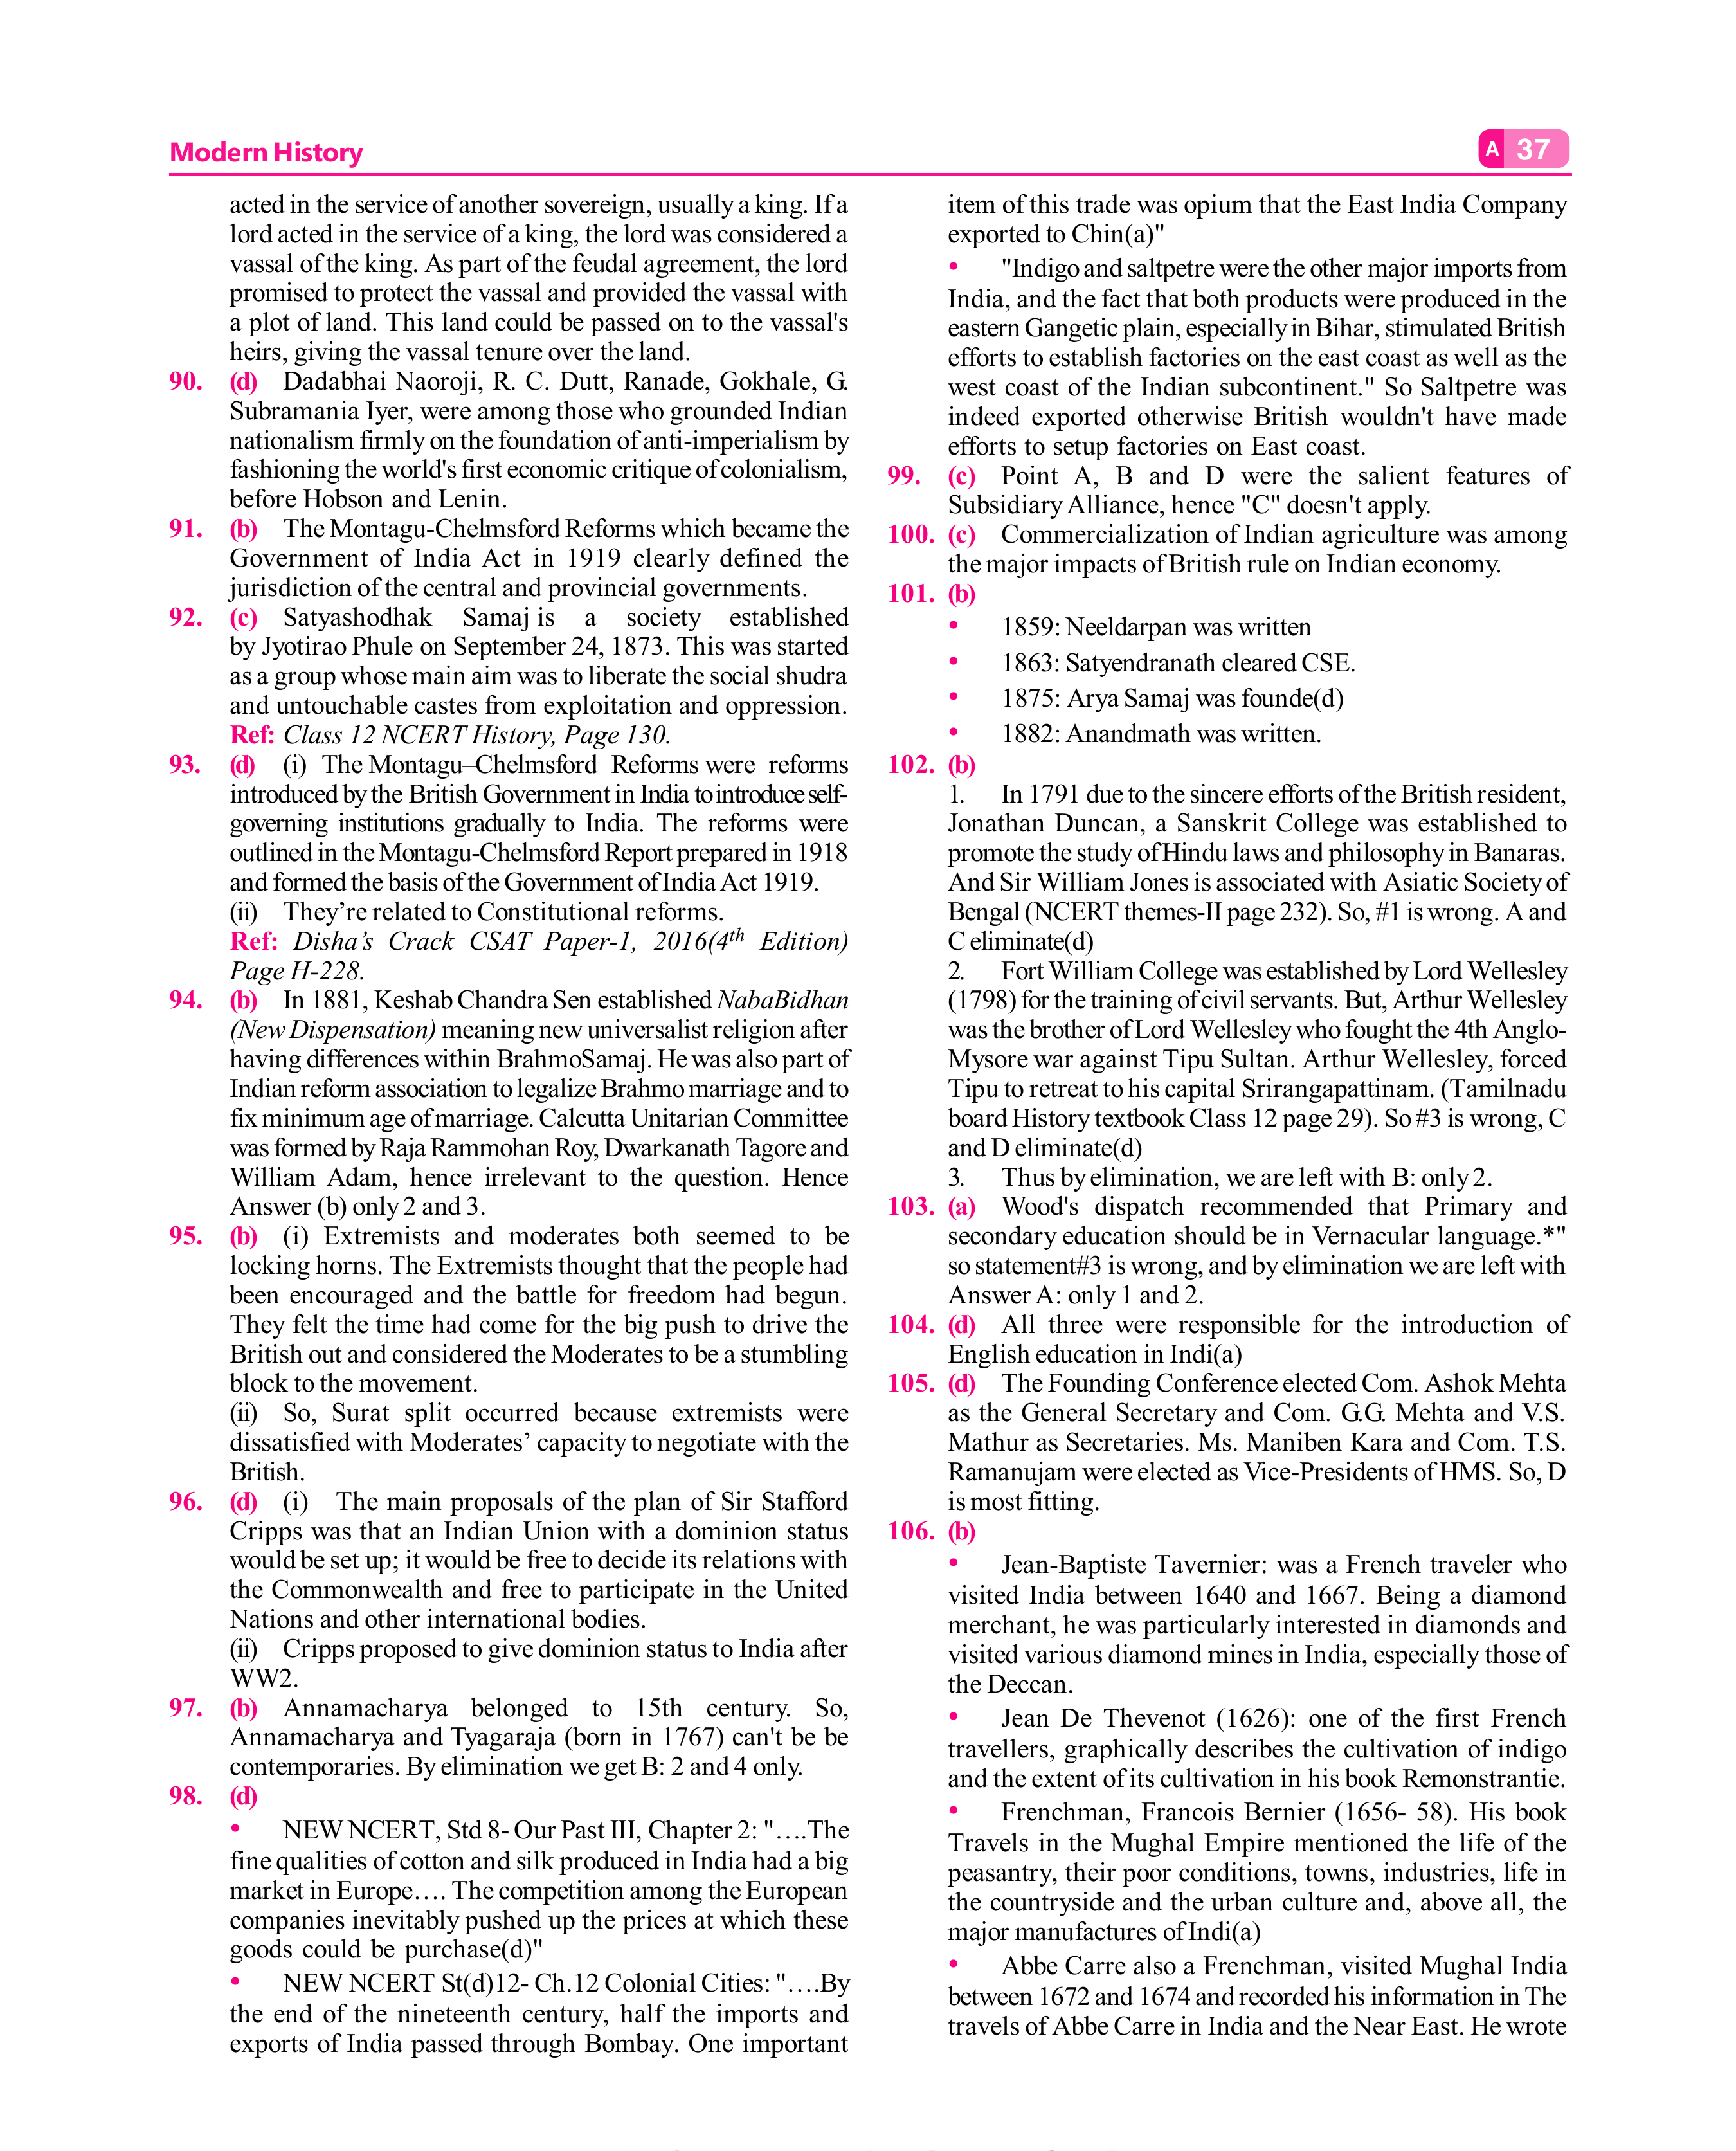 Modern History
A 37
acted in the service of another sovereign, usually a king. If a
lord acted in the service of a king, the lord was considered a
vassal of the king. As part of the feudal agreement, the lord
promised to protect the vassal and provided the vassal with
a plot of land. This land could be passed on to the vassal's
heirs, giving the vassal tenure over the land.
90. (d) Dadabhai Naoroji, R. C. Dutt, Ranade, Gokhale, G.
Subramania Iyer, were among those who grounded Indian
nationalism firmly on the foundation of anti-imperialism by
fashioning the world's first economic critique of colonialism,
before Hobson and Lenin.
91. (b) The Montagu-Chelmsford Reforms which became the
Government of India Act in 1919 clearly defined the
jurisdiction of the central and provincial governments.
92. (c) Satyashodhak Samaj is a society established
by Jyotirao Phule on September 24, 1873. This was started
as a group whose main aim was to liberate the social shudra
and untouchable castes from exploitation and oppression.
Ref: Class 12 NCERT History, Page 130.
93. (d) (i) The Montagu–Chelmsford Reforms were reforms
introduced by the British Government in India to introduce self-
governing institutions gradually to India. The reforms were
outlined in the Montagu-Chelmsford Report prepared in 1918
and formed the basis of the Government of India Act 1919.
(ii) They’re related to Constitutional reforms.
Ref: Disha’s Crack CSAT Paper-1, 2016(4th Edition)
Page H-228.
94. (b) In 1881, Keshab Chandra Sen established NabaBidhan
(New Dispensation) meaning new universalist religion after
having differences within BrahmoSamaj. He was also part of
Indian reform association to legalize Brahmo marriage and to
fix minimum age of marriage. Calcutta Unitarian Committee
was formed by Raja Rammohan Roy, Dwarkanath Tagore and
William Adam, hence irrelevant to the question. Hence
Answer (b) only 2 and 3.
95. (b) (i) Extremists and moderates both seemed to be
locking horns. The Extremists thought that the people had
been encouraged and the battle for freedom had begun.
They felt the time had come for the big push to drive the
British out and considered the Moderates to be a stumbling
block to the movement.
(ii) So, Surat split occurred because extremists were
dissatisfied with Moderates’ capacity to negotiate with the
British.
96. (d) (i) The main proposals of the plan of Sir Stafford
Cripps was that an Indian Union with a dominion status
would be set up; it would be free to decide its relations with
the Commonwealth and free to participate in the United
Nations and other international bodies.
(ii) Cripps proposed to give dominion status to India after
WW2.
97. (b) Annamacharya belonged to 15th century. So,
Annamacharya and Tyagaraja (born in 1767) can't be be
contemporaries. By elimination we get B: 2 and 4 only.
98. (d)
• NEW NCERT, Std 8- Our Past III, Chapter 2: "….The
fine qualities of cotton and silk produced in India had a big
market in Europe…. The competition among the European
companies inevitably pushed up the prices at which these
goods could be purchase(d)"
• NEW NCERT St(d)12- Ch.12 Colonial Cities: "….By
the end of the nineteenth century, half the imports and
exports of India passed through Bombay. One important
item of this trade was opium that the East India Company
exported to Chin(a)"
• "Indigo and saltpetre were the other major imports from
India, and the fact that both products were produced in the
eastern Gangetic plain, especially in Bihar, stimulated British
efforts to establish factories on the east coast as well as the
west coast of the Indian subcontinent." So Saltpetre was
indeed exported otherwise British wouldn't have made
efforts to setup factories on East coast.
99. (c) Point A, B and D were the salient features of
Subsidiary Alliance, hence "C" doesn't apply.
100. (c) Commercialization of Indian agriculture was among
the major impacts of British rule on Indian economy.
101. (b)
• 1859: Neeldarpan was written
• 1863: Satyendranath cleared CSE.
• 1875: Arya Samaj was founde(d)
• 1882: Anandmath was written.
102. (b)
1. In 1791 due to the sincere efforts of the British resident,
Jonathan Duncan, a Sanskrit College was established to
promote the study of Hindu laws and philosophy in Banaras.
And Sir William Jones is associated with Asiatic Society of
Bengal (NCERT themes-II page 232). So, #1 is wrong. A and
C eliminate(d)
2. Fort William College was established by Lord Wellesley
(1798) for the training of civil servants. But, Arthur Wellesley
was the brother of Lord Wellesley who fought the 4th Anglo-
Mysore war against Tipu Sultan. Arthur Wellesley, forced
Tipu to retreat to his capital Srirangapattinam. (Tamilnadu
board History textbook Class 12 page 29). So #3 is wrong, C
and D eliminate(d)
3. Thus by elimination, we are left with B: only 2.
103. (a) Wood's dispatch recommended that Primary and
secondary education should be in Vernacular language.*"
so statement#3 is wrong, and by elimination we are left with
Answer A: only 1 and 2.
104. (d) All three were responsible for the introduction of
English education in Indi(a)
105. (d) The Founding Conference elected Com. Ashok Mehta
as the General Secretary and Com. G.G. Mehta and V.S.
Mathur as Secretaries. Ms. Maniben Kara and Com. T.S.
Ramanujam were elected as Vice-Presidents of HMS. So, D
is most fitting.
106. (b)
• Jean-Baptiste Tavernier: was a French traveler who
visited India between 1640 and 1667. Being a diamond
merchant, he was particularly interested in diamonds and
visited various diamond mines in India, especially those of
the Deccan.
• Jean De Thevenot (1626): one of the first French
travellers, graphically describes the cultivation of indigo
and the extent of its cultivation in his book Remonstrantie.
• Frenchman, Francois Bernier (1656- 58). His book
Travels in the Mughal Empire mentioned the life of the
peasantry, their poor conditions, towns, industries, life in
the countryside and the urban culture and, above all, the
major manufactures of Indi(a)
• Abbe Carre also a Frenchman, visited Mughal India
between 1672 and 1674 and recorded his information in The
travels of Abbe Carre in India and the Near East. He wrote